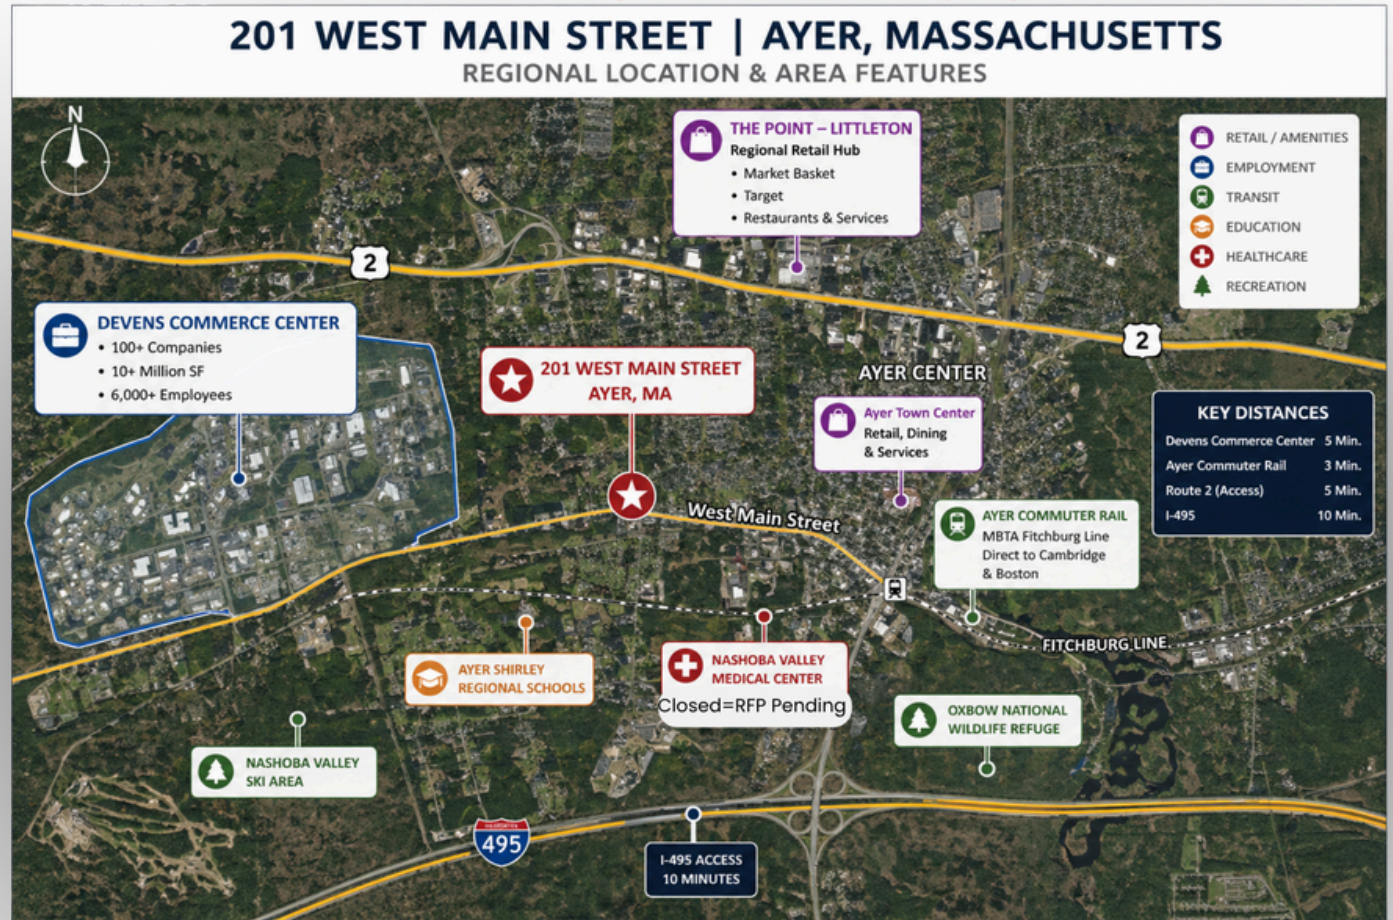 201 WEST MAIN STREET | AYER, MASSACHUSETTS
REGIONAL LOCATION & AREA FEATURES
N
THE POINT – LITTLETON
Regional Retail Hub
• Market Basket
• Target
• Restaurants & Services
RETAIL / AMENITIES
EMPLOYMENT
TRANSIT
EDUCATION
HEALTHCARE
RECREATION
2
2
DEVENS COMMERCE CENTER
• 100+ Companies
• 10+ Million SF
• 6,000+ Employees
201 WEST MAIN STREET
AYER, MA
AYER CENTER
Ayer Town Center
Retail, Dining
& Services
KEY DISTANCES
Devens Commerce Center 5 Min.
Ayer Commuter Rail 3 Min.
Route 2 (Access) 5 Min.
I-495 10 Min.
West Main Street
AYER COMMUTER RAIL
MBTA Fitchburg Line
Direct to Cambridge
& Boston
FITCHBURG LINE
AYER SHIRLEY
REGIONAL SCHOOLS
NASHOBA VALLEY
MEDICAL CENTER
Closed=RFP Pending
OXBOW NATIONAL
WILDLIFE REFUGE
NASHOBA VALLEY
SKI AREA
495
I-495 ACCESS
10 MINUTES